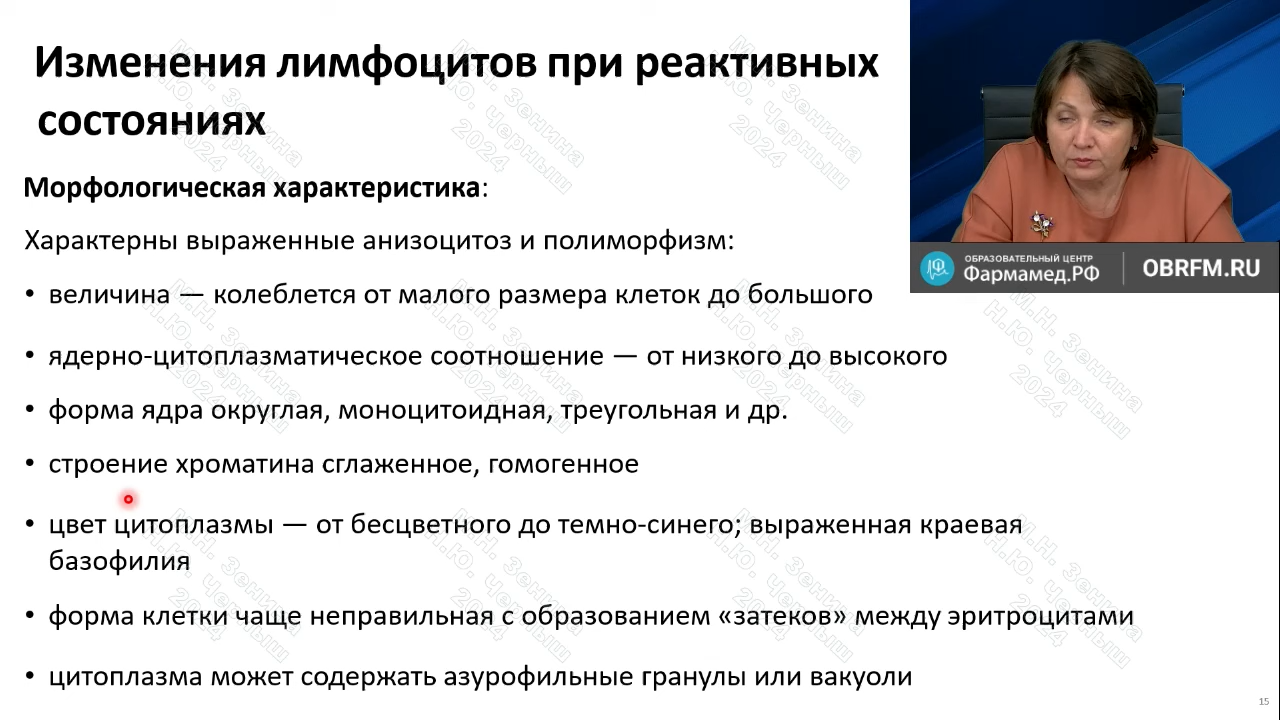 Изменения лимфоцитов при реактивных
состояниях
Морфологическая характеристика:
Характерны выраженные анизоцитоз и полиморфизм:
• величина — колеблется от малого размера клеток до большого
• ядерно-цитоплазматическое соотношение — от низкого до высокого
• форма ядра округлая, моноцитоидная, треугольная и др.
• строение хроматина сглаженное, гомогенное
• цвет цитоплазмы — от бесцветного до темно-синего; выраженная краевая
базофилия
• форма клетки чаще неправильная с образованием «затеков» между эритроцитами
• цитоплазма может содержать азурофильные гранулы или вакуоли
ОБРАЗОВАТЕЛЬНЫЙ ЦЕНТР
Фармамед.РФ
OBRFM.RU
М.Н. Зенина
Н.Ю. Черныш
2024
15